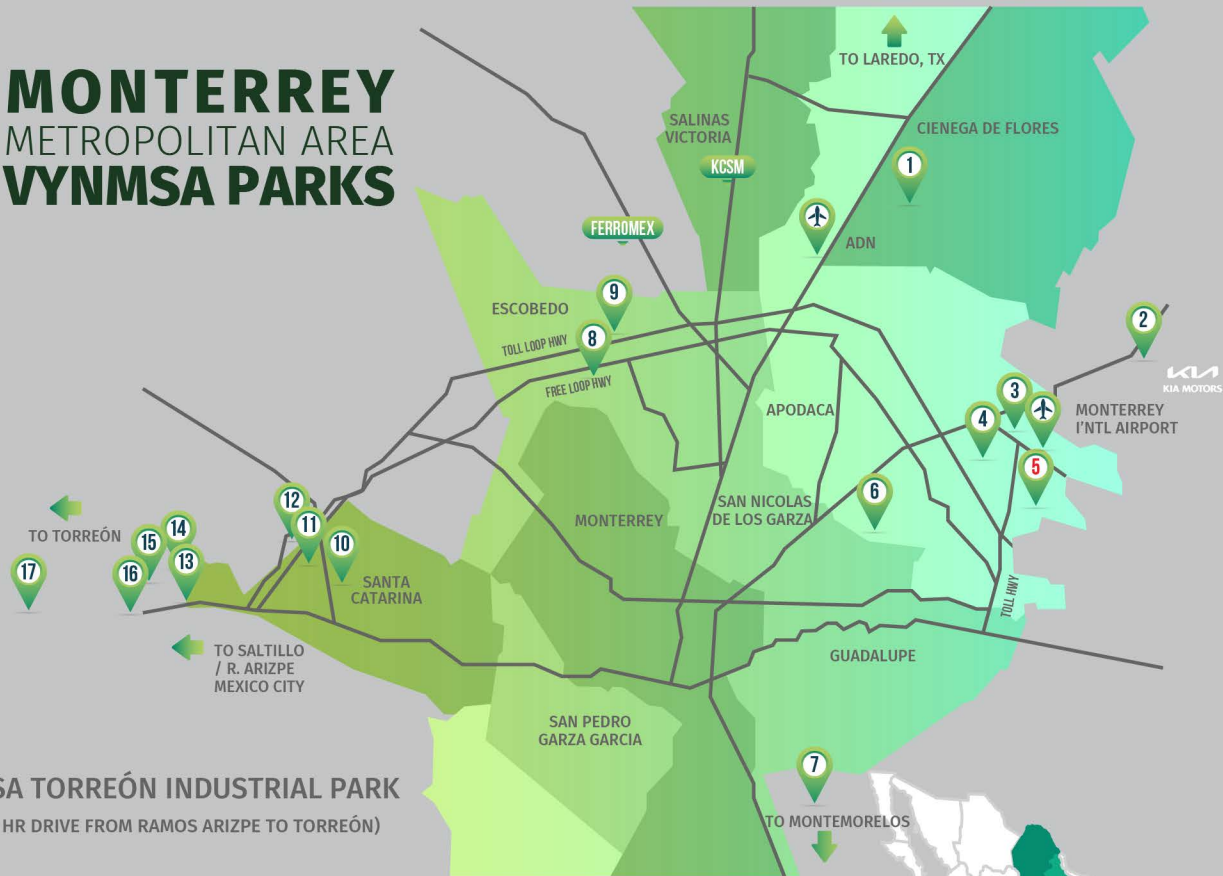 MONTERREY
METROPOLITAN AREA
VYNMSA PARKS
TO LAREDO, TX
SALINAS
VICTORIA
CIENEGA DE FLORES
KCSM
1
FERROMEX
ADN
9
ESCOBEDO
2
TOLL LOOP HWY
8
KIA
KIA MOTORS
FREE LOOP HWY
3
APODACA
4
MONTERREY
I'NTL AIRPORT
5
12
6
SAN NICOLAS
DE LOS GARZA
MONTERREY
11
14
TO TORREÓN
15
10
13
17
16
SANTA
CATARINA
TOLL HWY
TO SALTILLO
/ R. ARIZPE
MEXICO CITY
GUADALUPE
SAN PEDRO
GARZA GARCIA
7
SA TORREÓN INDUSTRIAL PARK
HR DRIVE FROM RAMOS ARIZPE TO TORREÓN)
TO MONTEMORELOS